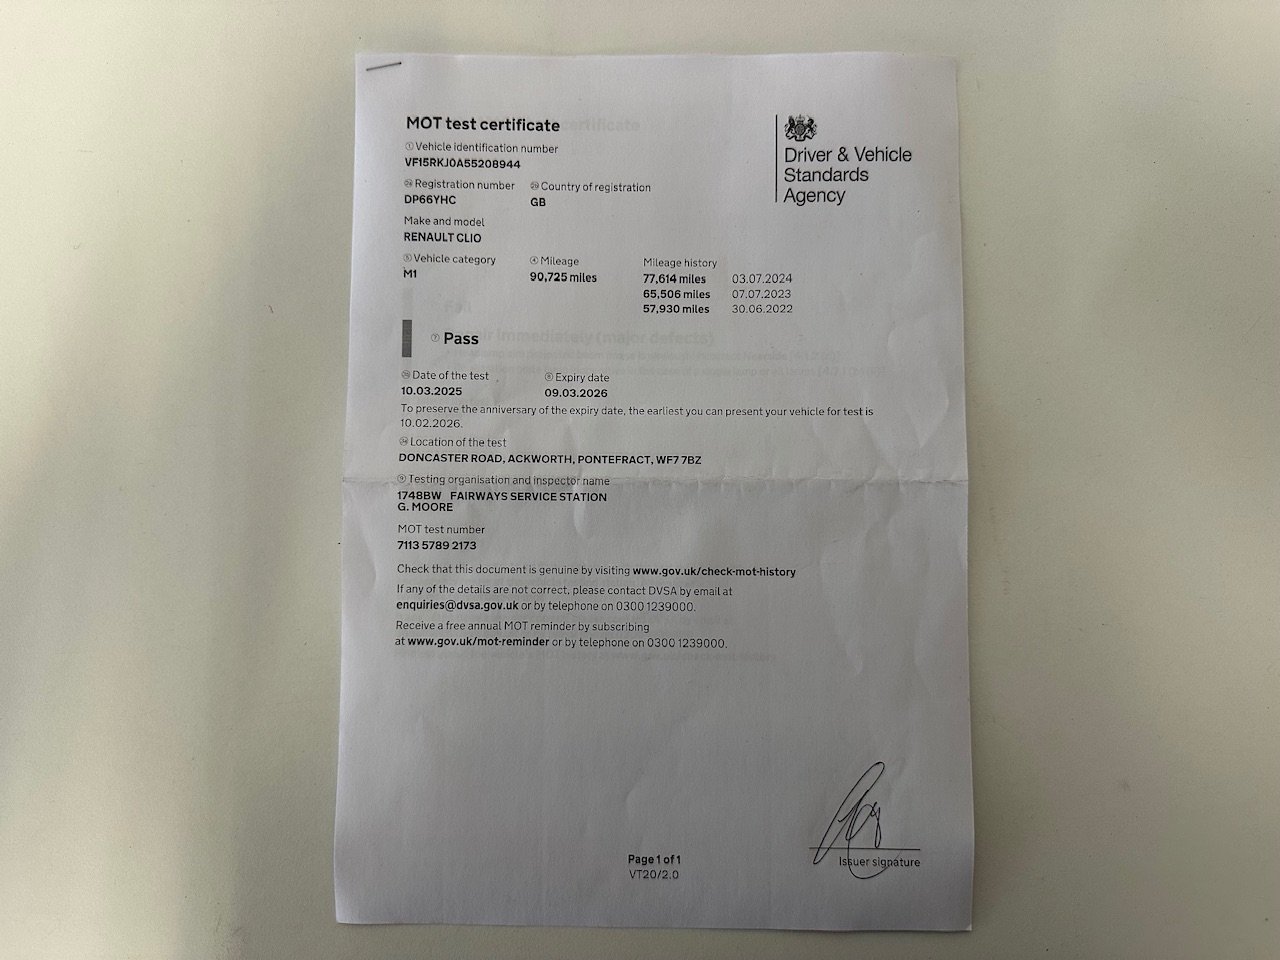 MOT test certificate
① Vehicle identification number
VF15RKJ0A55208944
Driver & Vehicle
Standards
Agency
Registration number Country of registration
DP66YHC GB
Make and model
RENAULT CLIO
⑤ Vehicle category ④ Mileage Mileage history
M1 90,725 miles 77,614 miles 03.07.2024
65,506 miles 07.07.2023
57,930 miles 30.06.2022
⑦ Pass
Date of the test ⑧ Expiry date
10.03.2025 09.03.2026
To preserve the anniversary of the expiry date, the earliest you can present your vehicle for test is
10.02.2026.
Location of the test
DONCASTER ROAD, ACKWORTH, PONTEFRACT, WF7 7BZ
⑨ Testing organisation and inspector name
1748BW FAIRWAYS SERVICE STATION
G. MOORE
MOT test number
7113 5789 2173
Check that this document is genuine by visiting www.gov.uk/check-mot-history
If any of the details are not correct, please contact DVSA by email at
enquiries@dvsa.gov.uk or by telephone on 0300 1239000.
Receive a free annual MOT reminder by subscribing
at www.gov.uk/mot-reminder or by telephone on 0300 1239000.
Issuer signature
Page 1 of 1
VT20/2.0